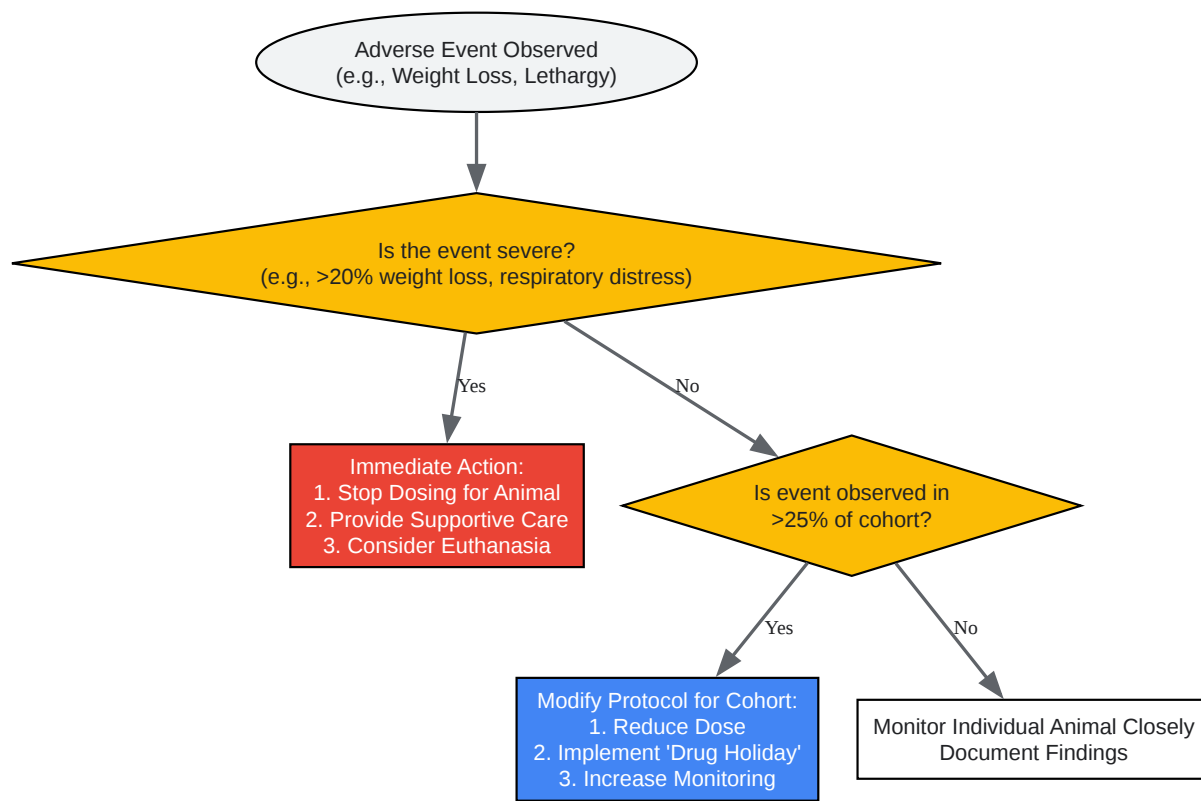 Adverse Event Observed
(e.g., Weight Loss, Lethargy)
Is the event severe?
(e.g., >20% weight loss, respiratory distress)
Yes
No
Immediate Action:
1. Stop Dosing for Animal
2. Provide Supportive Care
3. Consider Euthanasia
Is event observed in
>25% of cohort?
Yes
No
Modify Protocol for Cohort:
1. Reduce Dose
2. Implement 'Drug Holiday'
3. Increase Monitoring
Monitor Individual Animal Closely
Document Findings